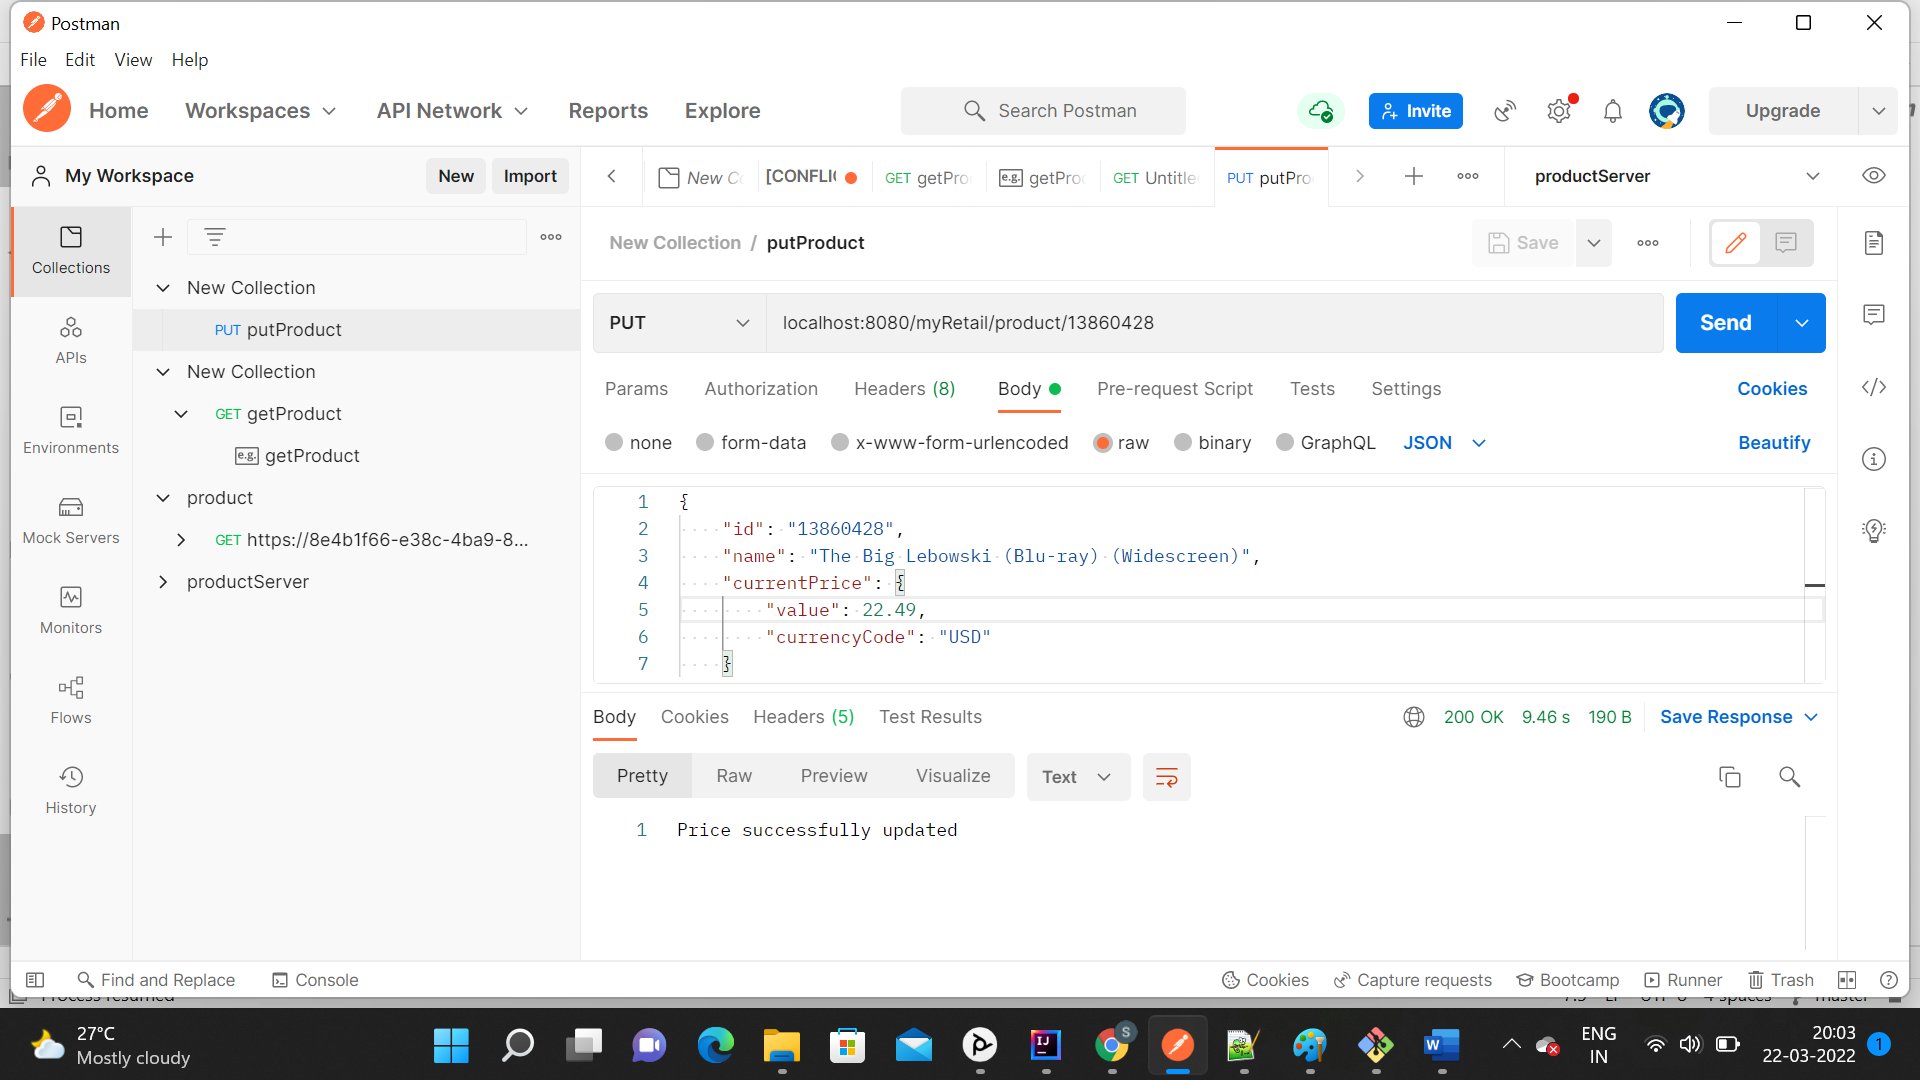 Postman
File Edit View Help
Home Workspaces API Network Reports Explore Search Postman Invite Upgrade
My Workspace New Import
New C [CONFLI GET getPro e.g. getPro GET Untitle PUT putPro productServer
Collections
APIs
Environments
Mock Servers
Monitors
Flows
History
New Collection
PUT putProduct
New Collection
GET getProduct
e.g. getProduct
product
GET https://8e4b1f66-e38c-4ba9-8...
productServer
New Collection / putProduct Save
PUT localhost:8080/myRetail/product/13860428 Send
Params Authorization Headers (8) Body Pre-request Script Tests Settings Cookies
none form-data x-www-form-urlencoded raw binary GraphQL JSON Beautify
1 {
2 "id": "13860428",
3 "name": "The Big Lebowski (Blu-ray) (Widescreen)",
4 "currentPrice": {
5 "value": 22.49,
6 "currencyCode": "USD"
7 }
Body Cookies Headers (5) Test Results 200 OK 9.46 s 190 B Save Response
Pretty Raw Preview Visualize Text
1 Price successfully updated
Find and Replace Console Cookies Capture requests Bootcamp Runner Trash
Process resumed
4 spaces master
27°C
Mostly cloudy
S
IJ
W
ENG
IN
20:03
22-03-2022
1